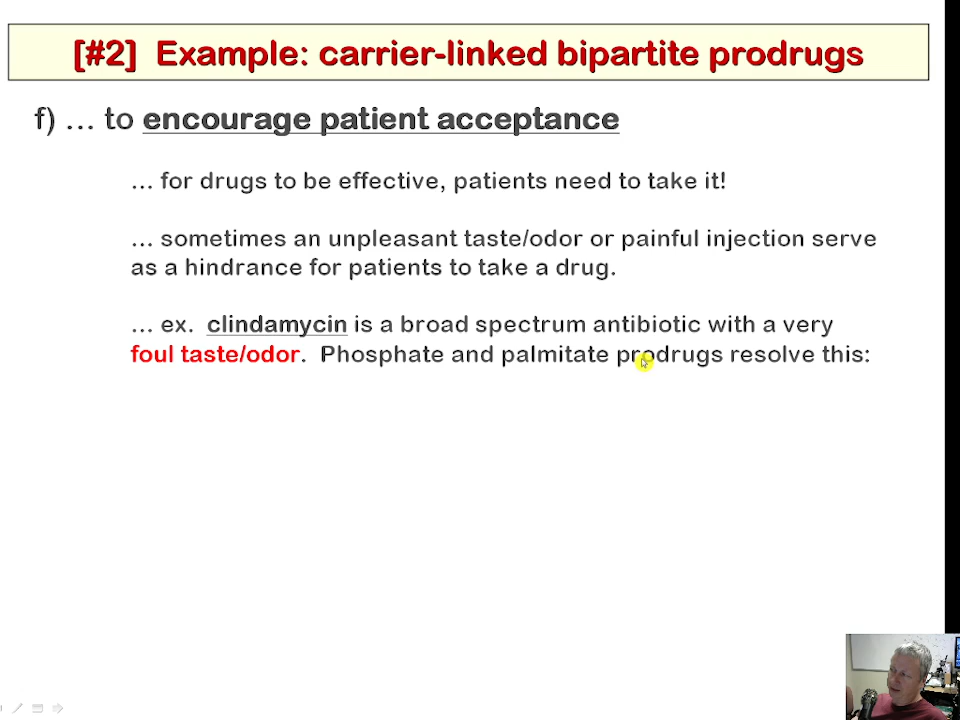 [#2] Example: carrier-linked bipartite prodrugs
f) ... to encourage patient acceptance
... for drugs to be effective, patients need to take it!
... sometimes an unpleasant taste/odor or painful injection serve
as a hindrance for patients to take a drug.
... ex. clindamycin is a broad spectrum antibiotic with a very
foul taste/odor. Phosphate and palmitate prodrugs resolve this: